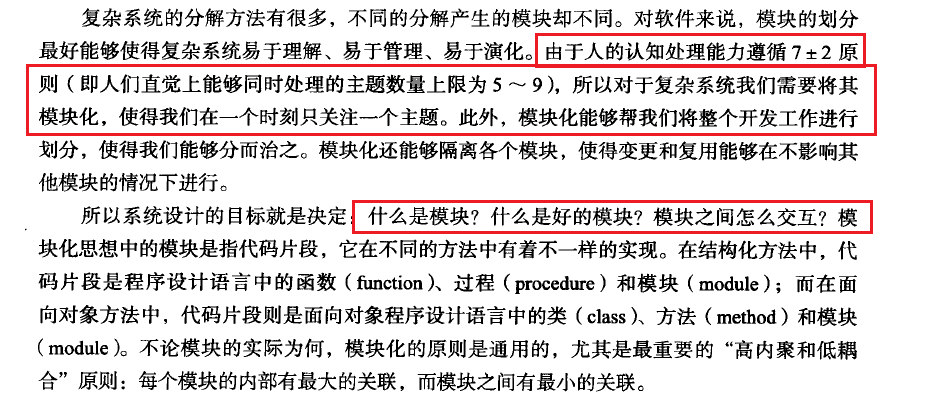 复杂系统的分解方法有很多，不同的分解产生的模块却不同。对软件来说，模块的划分
最好能够使得复杂系统易于理解、易于管理、易于演化。由于人的认知处理能力遵循 7±2 原
则（即人们直觉上能够同时处理的主题数量上限为 5～9），所以对于复杂系统我们需要将其
模块化，使得我们在一个时刻只关注一个主题。此外，模块化能够帮我们将整个开发工作进行
划分，使得我们能够分而治之。模块化还能够隔离各个模块，使得变更和复用能够在不影响其
他模块的情况下进行。
所以系统设计的目标就是决定：什么是模块？什么是好的模块？模块之间怎么交互？模
块化思想中的模块是指代码片段，它在不同的方法中有着不一样的实现。在结构化方法中，代
码片段是程序设计语言中的函数（function）、过程（procedure）和模块（module）；而在面
向对象方法中，代码片段则是面向对象程序设计语言中的类（class）、方法（method）和模块
（module）。不论模块的实际为何，模块化的原则是通用的，尤其是最重要的“高内聚和低耦
合”原则：每个模块的内部有最大的关联，而模块之间有最小的关联。